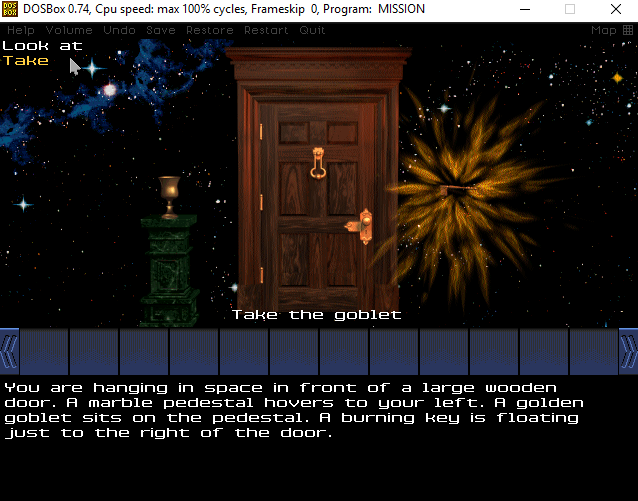 DOSBox 0.74, Cpu speed: max 100% cycles, Frameskip 0, Program: MISSION
DOS
BOX
Help Volume Undo Save Restore Restart Quit Map
Look at
Take
Take the goblet
You are hanging in space in front of a large wooden
door. A marble pedestal hovers to your left. A golden
goblet sits on the pedestal. A burning key is floating
just to the right of the door.